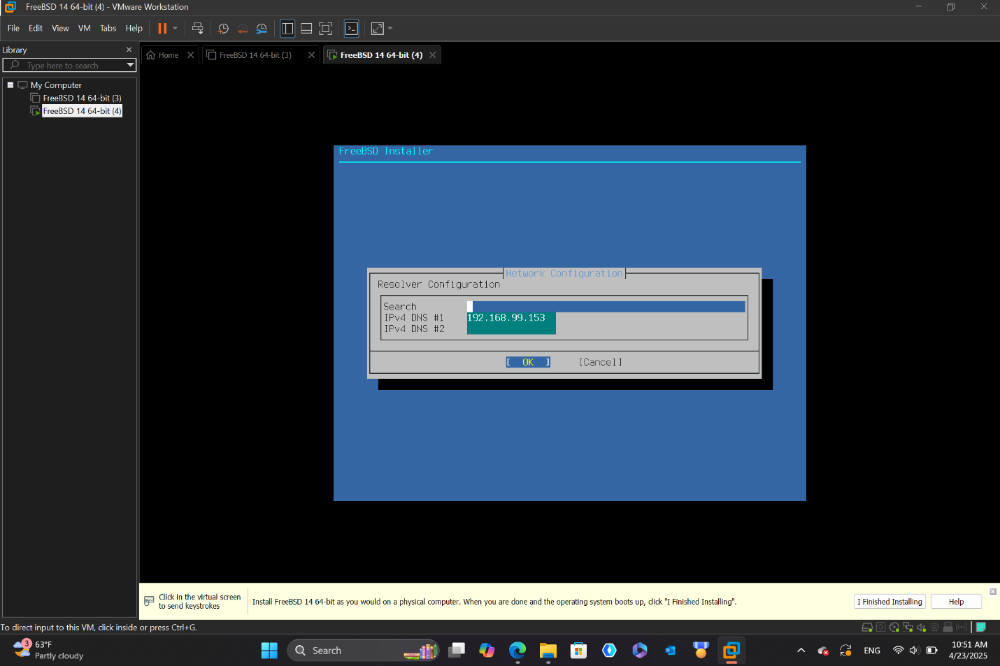 FreeBSD 14 64-bit (4) - VMware Workstation
File Edit View VM Tabs Help
Library
Type here to search
My Computer
FreeBSD 14 64-bit (3)
FreeBSD 14 64-bit (4)
Home
FreeBSD 14 64-bit (3)
FreeBSD 14 64-bit (4)
FreeBSD Installer
Network Configuration
Resolver Configuration
Search
IPv4 DNS #1 192.168.99.153
IPv4 DNS #2
[ OK ] [Cancel]
Click in the virtual screen
to send keystrokes
Install FreeBSD 14 64-bit as you would on a physical computer. When you are done and the operating system boots up, click "I Finished Installing".
I Finished Installing
Help
To direct input to this VM, click inside or press Ctrl+G.
3
63°F
Partly cloudy
Search
ENG
10:51 AM
4/23/2025